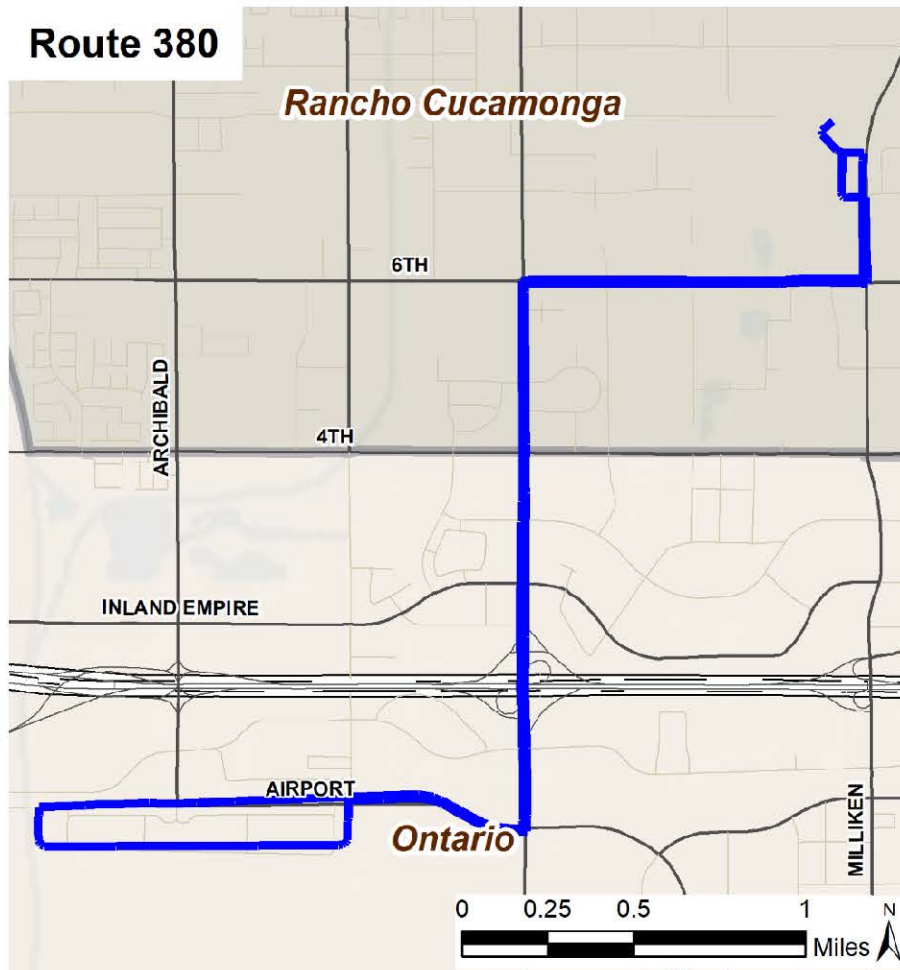 Route 380
Rancho Cucamonga
6TH
ARCHIBALD
4TH
INLAND EMPIRE
AIRPORT
Ontario
MILLIKEN
0 0.25 0.5 1
Miles
N